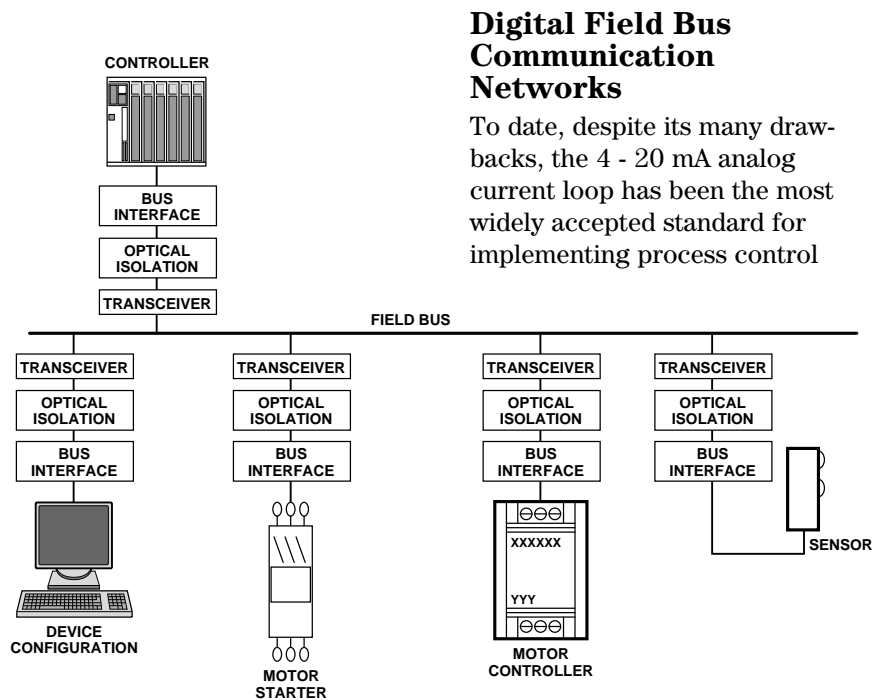 Digital Field Bus
Communication
Networks
To date, despite its many draw-
backs, the 4 - 20 mA analog
current loop has been the most
widely accepted standard for
implementing process control
CONTROLLER
BUS
INTERFACE
OPTICAL
ISOLATION
TRANSCEIVER
FIELD BUS
TRANSCEIVER
OPTICAL
ISOLATION
BUS
INTERFACE
DEVICE
CONFIGURATION
TRANSCEIVER
OPTICAL
ISOLATION
BUS
INTERFACE
MOTOR
STARTER
TRANSCEIVER
OPTICAL
ISOLATION
BUS
INTERFACE
XXXXXX
YYY
MOTOR
CONTROLLER
TRANSCEIVER
OPTICAL
ISOLATION
BUS
INTERFACE
SENSOR